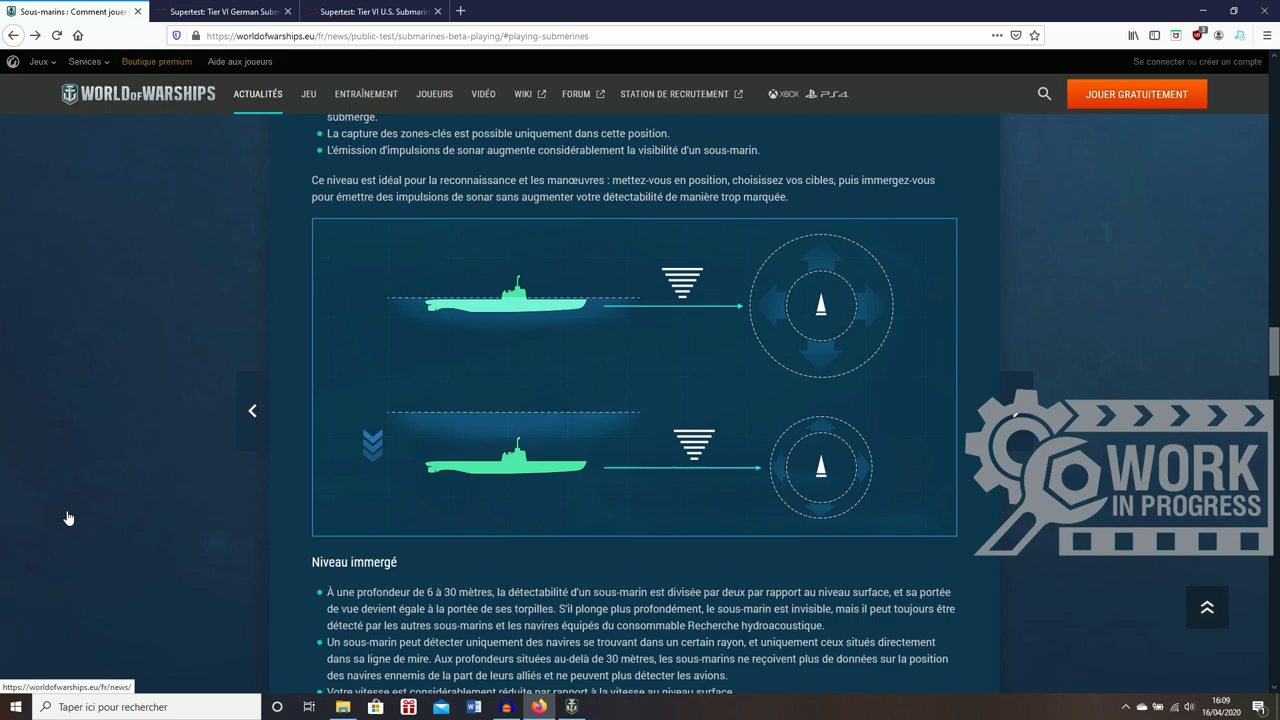 Sous-marins : Comment jouer
Supertest: Tier VI German Subm
Supertest: Tier VI U.S. Submarin
https://worldofwarships.eu/fr/news/public-test/submarines-beta-playing/#playing-submerines
Jeux
Services
Boutique premium
Aide aux joueurs
Se connecter ou créer un compte
WORLD OF WARSHIPS
ACTUALITÉS
JEU
ENTRAÎNEMENT
JOUEURS
VIDÉO
WIKI
FORUM
STATION DE RECRUTEMENT
XBOX
PS4
JOUER GRATUITEMENT
submergé.
La capture des zones-clés est possible uniquement dans cette position.
L'émission d'impulsions de sonar augmente considérablement la visibilité d'un sous-marin.
Ce niveau est idéal pour la reconnaissance et les manœuvres : mettez-vous en position, choisissez vos cibles, puis immergez-vous
pour émettre des impulsions de sonar sans augmenter votre détectabilité de manière trop marquée.
WORK
IN PROGRESS
Niveau immergé
À une profondeur de 6 à 30 mètres, la détectabilité d'un sous-marin est divisée par deux par rapport au niveau surface, et sa portée
de vue devient égale à la portée de ses torpilles. S'il plonge plus profondément, le sous-marin est invisible, mais il peut toujours être
détecté par les autres sous-marins et les navires équipés du consommable Recherche hydroacoustique.
Un sous-marin peut détecter uniquement des navires se trouvant dans un certain rayon, et uniquement ceux situés directement
dans sa ligne de mire. Aux profondeurs situées au-delà de 30 mètres, les sous-marins ne reçoivent plus de données sur la position
des navires ennemis de la part de leurs alliés et ne peuvent plus détecter les avions.
Votre vitesse est considérablement réduite par rapport à la vitesse au niveau surface.
https://worldofwarships.eu/fr/news/
Taper ici pour rechercher
16:09
16/04/2020